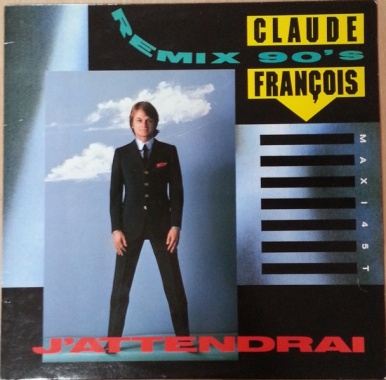 CLAUDE
REMIX 90'S
FRANÇOIS
MAXI 45T
J'ATTENDRAI